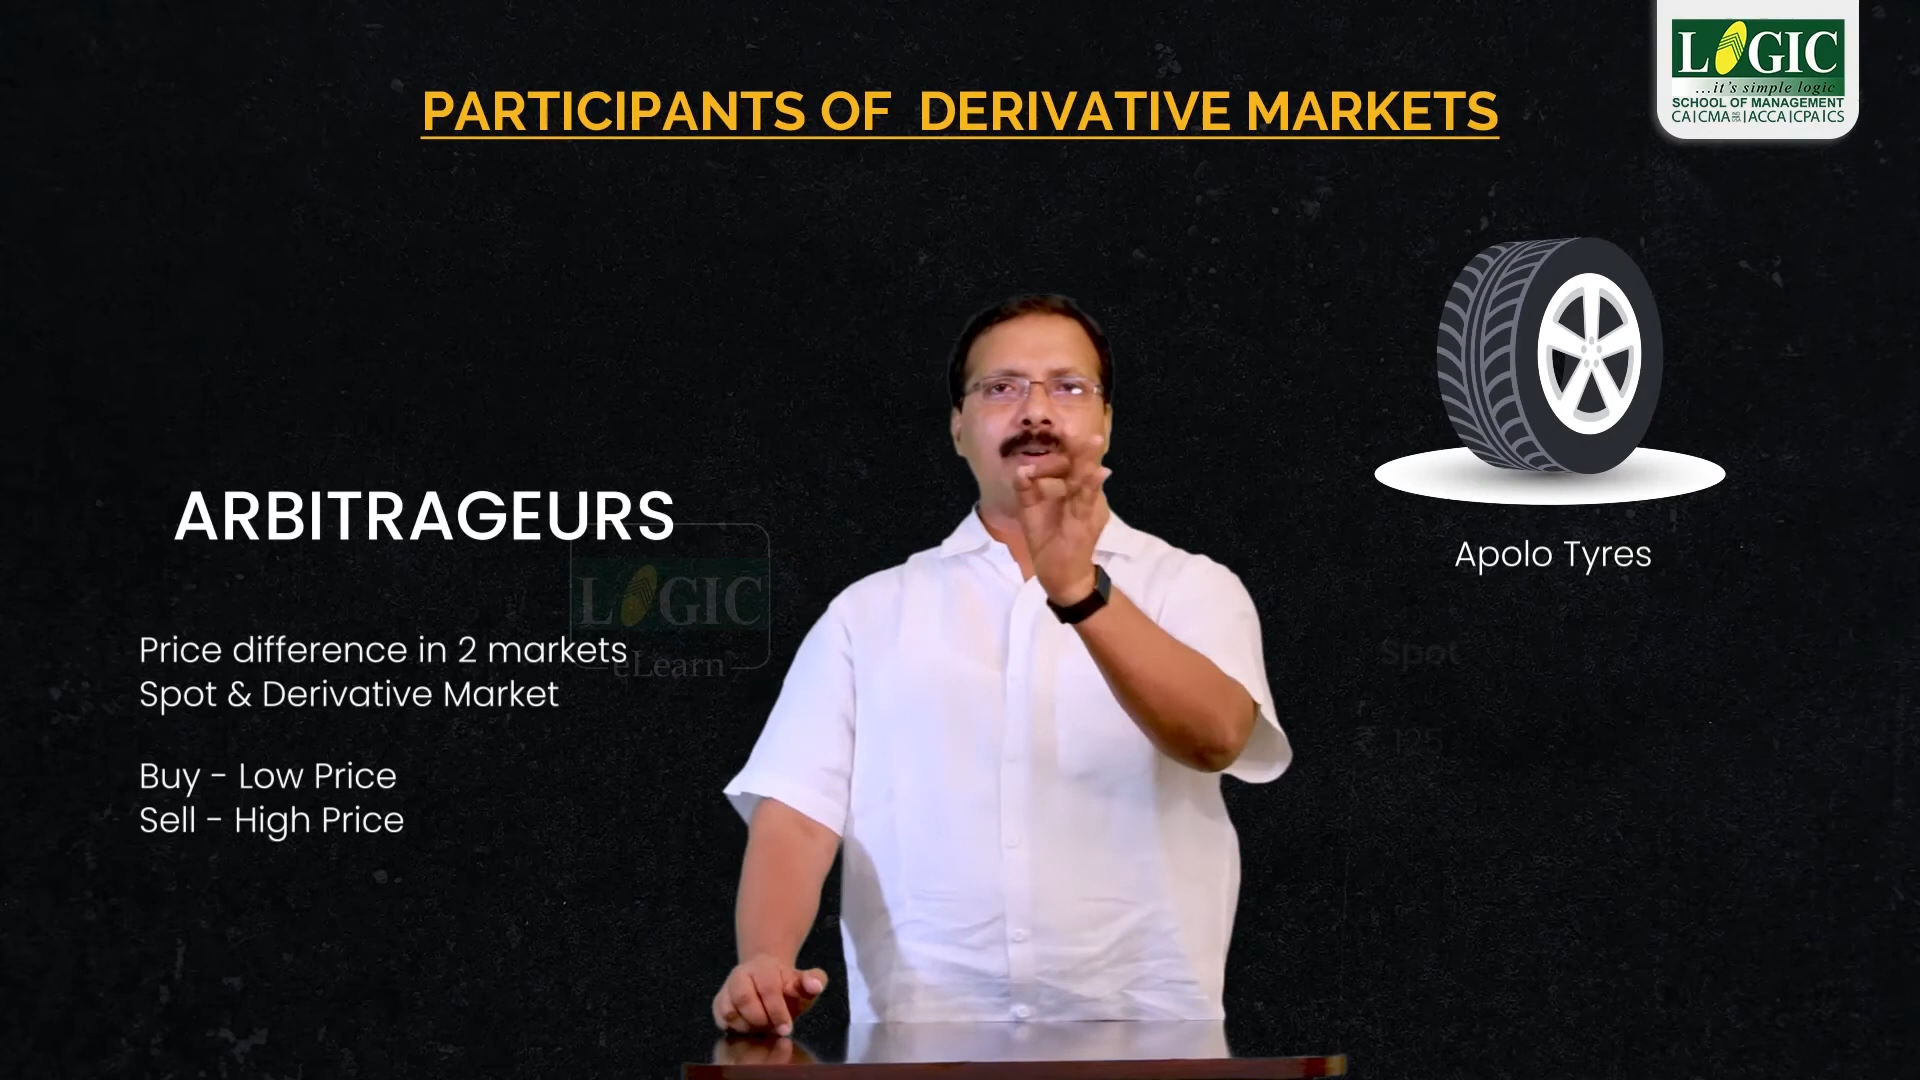 PARTICIPANTS OF DERIVATIVE MARKETS
LOGIC
...it's simple logic
SCHOOL OF MANAGEMENT
CA|CMA|ACCA|CPA|CS
ARBITRAGEURS
LOGIC
eLearn
Price difference in 2 markets
Spot & Derivative Market
Buy - Low Price
Sell - High Price
Apolo Tyres
Spot
₹ 125